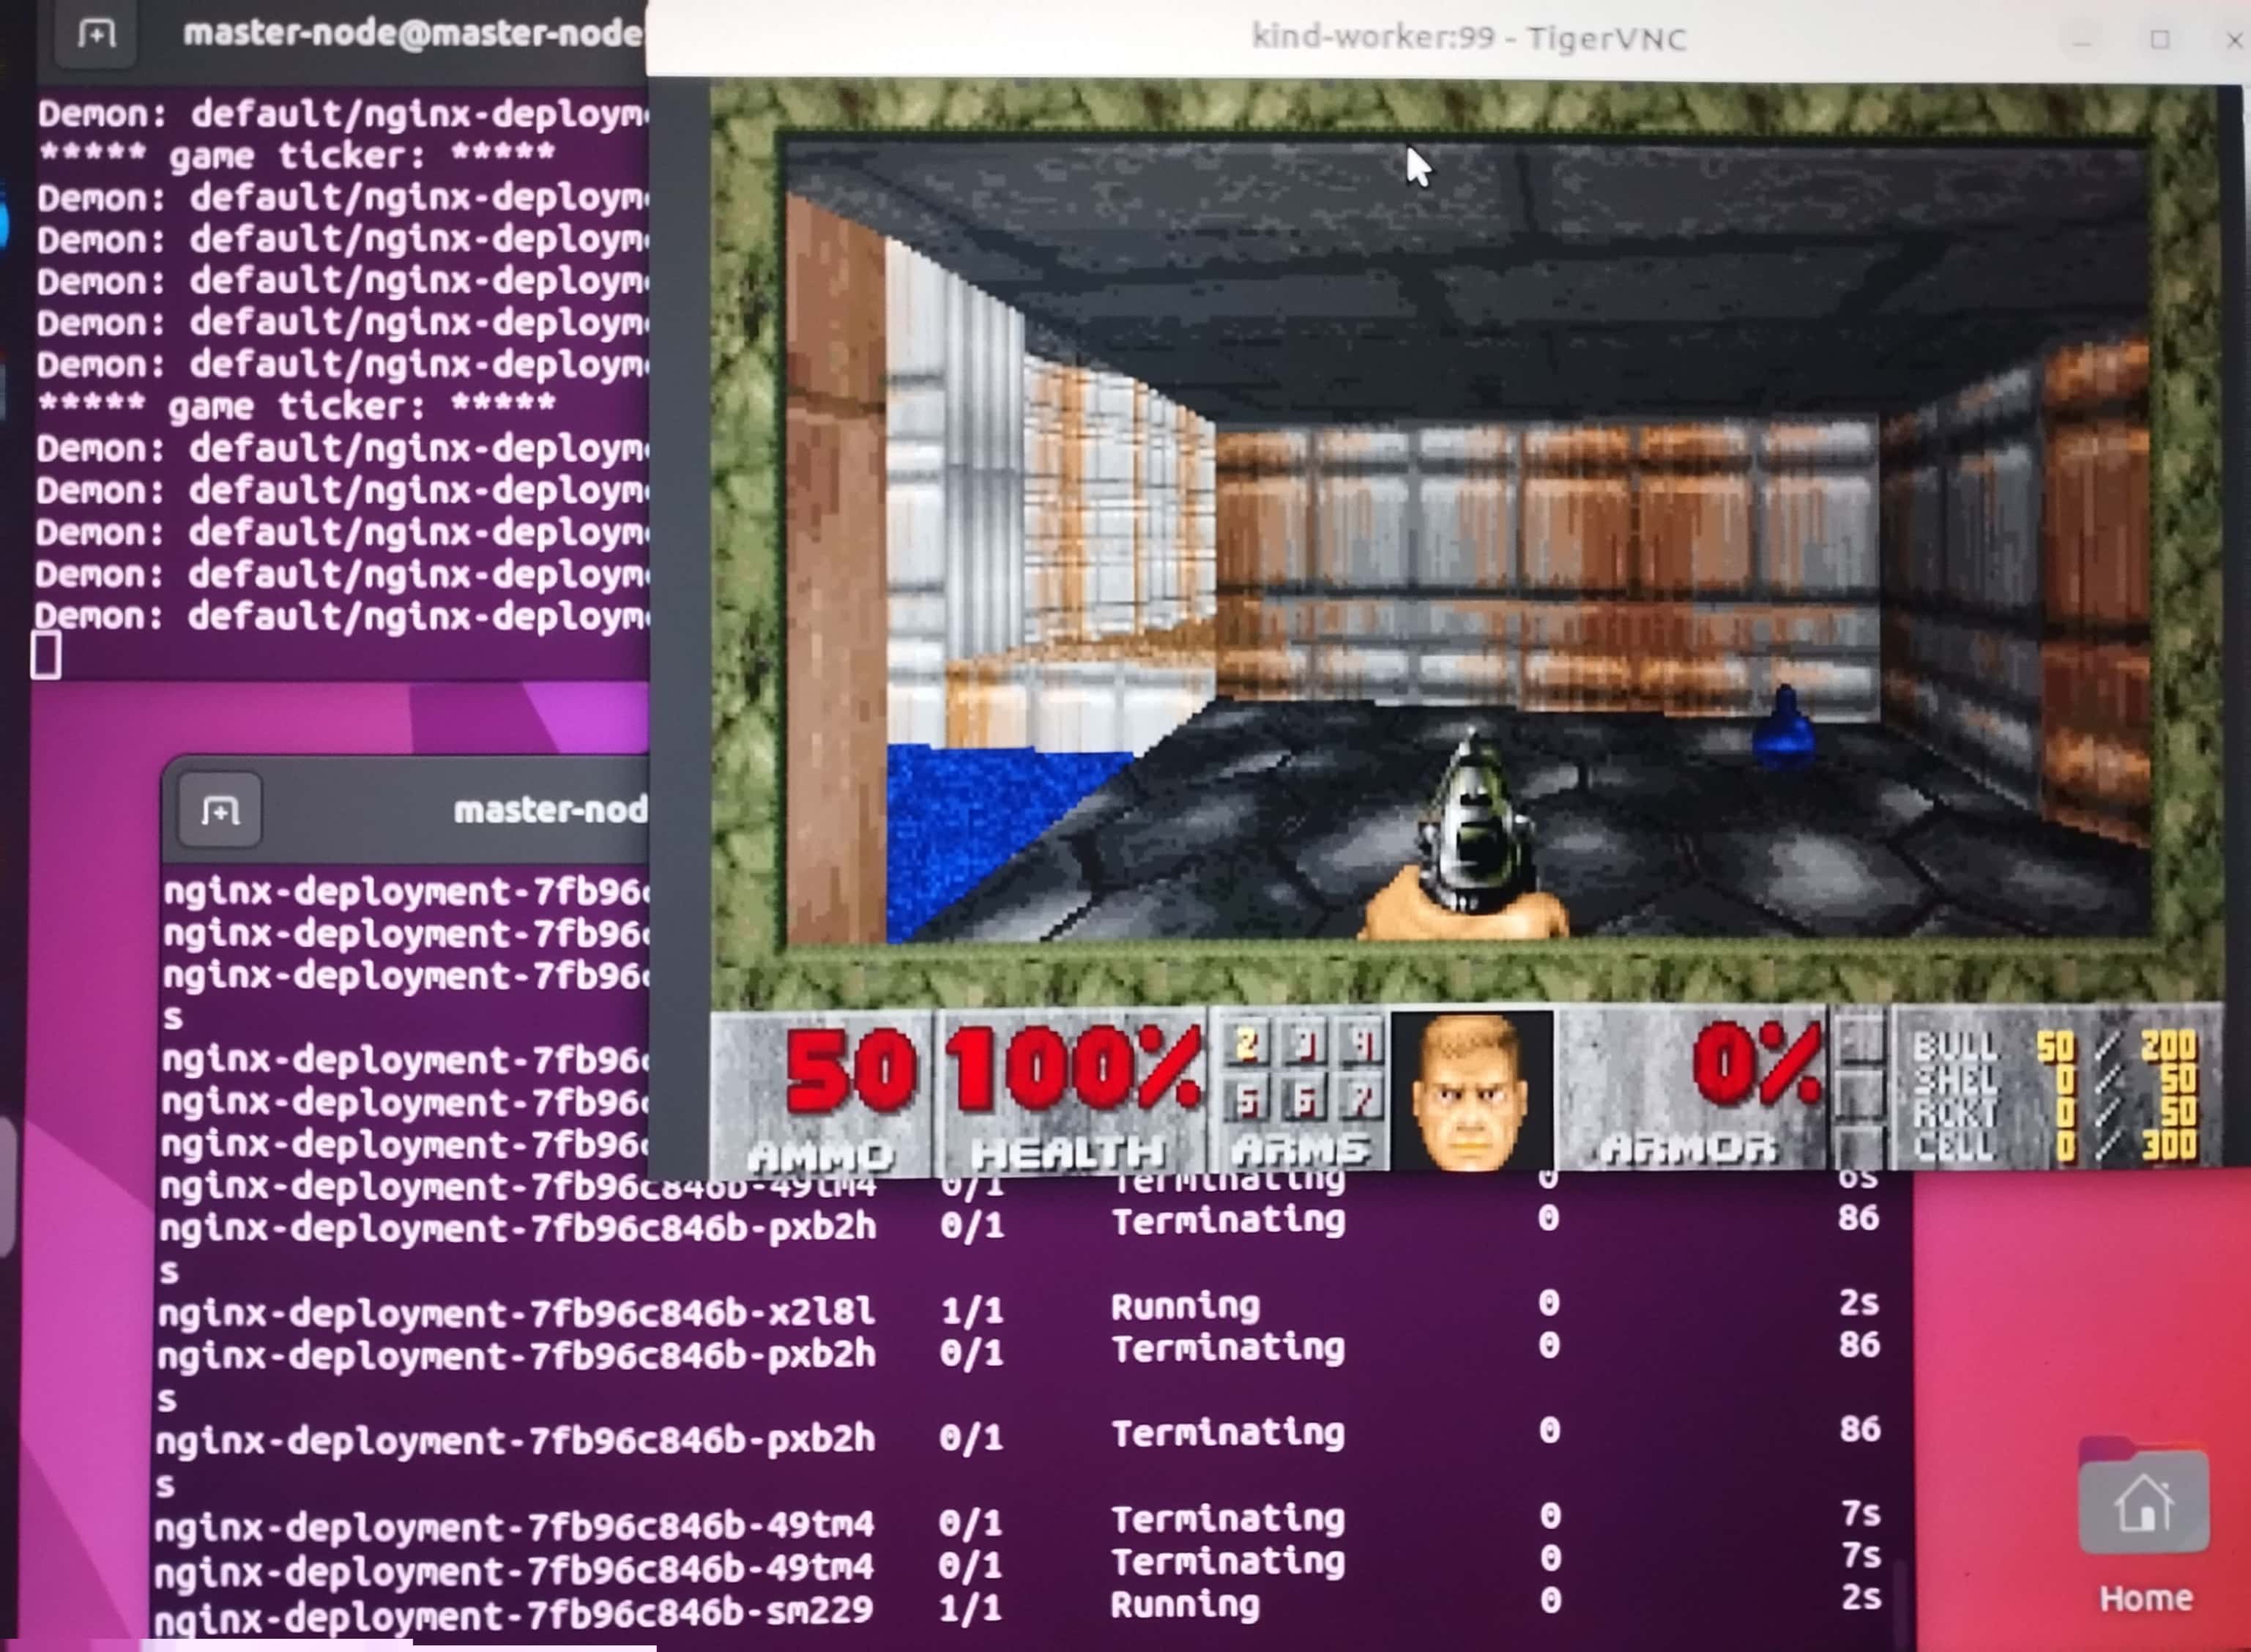 master-node@master-node
Demon: default/nginx-deploym
***** game ticker: *****
Demon: default/nginx-deploym
Demon: default/nginx-deploym
Demon: default/nginx-deploym
Demon: default/nginx-deploym
Demon: default/nginx-deploym
***** game ticker: *****
Demon: default/nginx-deploym
Demon: default/nginx-deploym
Demon: default/nginx-deploym
Demon: default/nginx-deploym
Demon: default/nginx-deploym
kind-worker:99 - TigerVNC
50 100% 2 3 4 0% BULL 50 / 200
SHEL 0 / 50
5 6 7 RCKT 0 / 50
AMMO HEALTH ARMS ARMOR CELL 0 / 300
master-nod
nginx-deployment-7fb96
nginx-deployment-7fb96
nginx-deployment-7fb96
s
nginx-deployment-7fb96
nginx-deployment-7fb96
nginx-deployment-7fb96
nginx-deployment-7fb96c846b-49tm4 0/1 Terminating 0 6s
nginx-deployment-7fb96c846b-pxb2h 0/1 Terminating 0 86
s
nginx-deployment-7fb96c846b-x2l8l 1/1 Running 0 2s
nginx-deployment-7fb96c846b-pxb2h 0/1 Terminating 0 86
s
nginx-deployment-7fb96c846b-pxb2h 0/1 Terminating 0 86
s
nginx-deployment-7fb96c846b-49tm4 0/1 Terminating 0 7s
nginx-deployment-7fb96c846b-49tm4 0/1 Terminating 0 7s
nginx-deployment-7fb96c846b-sm229 1/1 Running 0 2s
Home